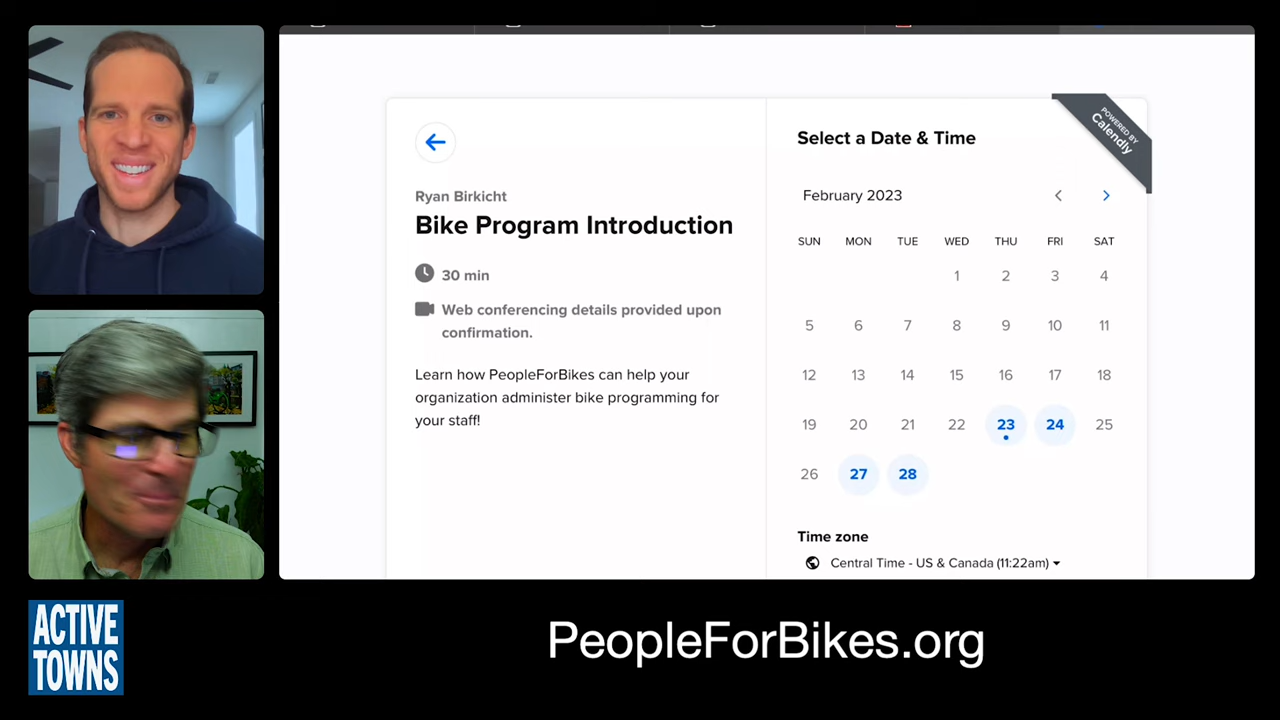 POWERED BY
Calendly
Select a Date & Time
Ryan Birkicht
February 2023
Bike Program Introduction
SUN MON TUE WED THU FRI SAT
30 min
1 2 3 4
Web conferencing details provided upon
confirmation.
5 6 7 8 9 10 11
Learn how PeopleForBikes can help your
organization administer bike programming for
your staff!
12 13 14 15 16 17 18
19 20 21 22 23 24 25
26 27 28
Time zone
Central Time - US & Canada (11:22am)
ACTIVE
TOWNS
PeopleForBikes.org